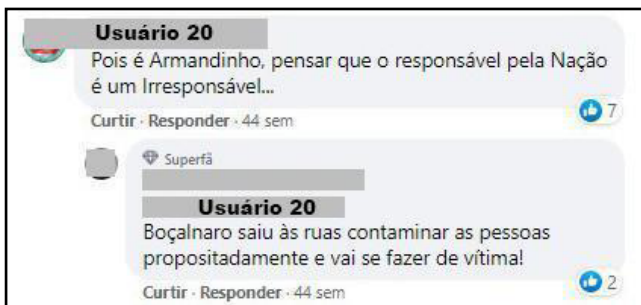 Usuário 20
Pois é Armandinho, pensar que o responsável pela Nação
é um Irresponsável...
Curtir · Responder · 44 sem
7
Superfã
Usuário 20
Boçalnaro saiu às ruas contaminar as pessoas
propositadamente e vai se fazer de vítima!
Curtir · Responder · 44 sem
2